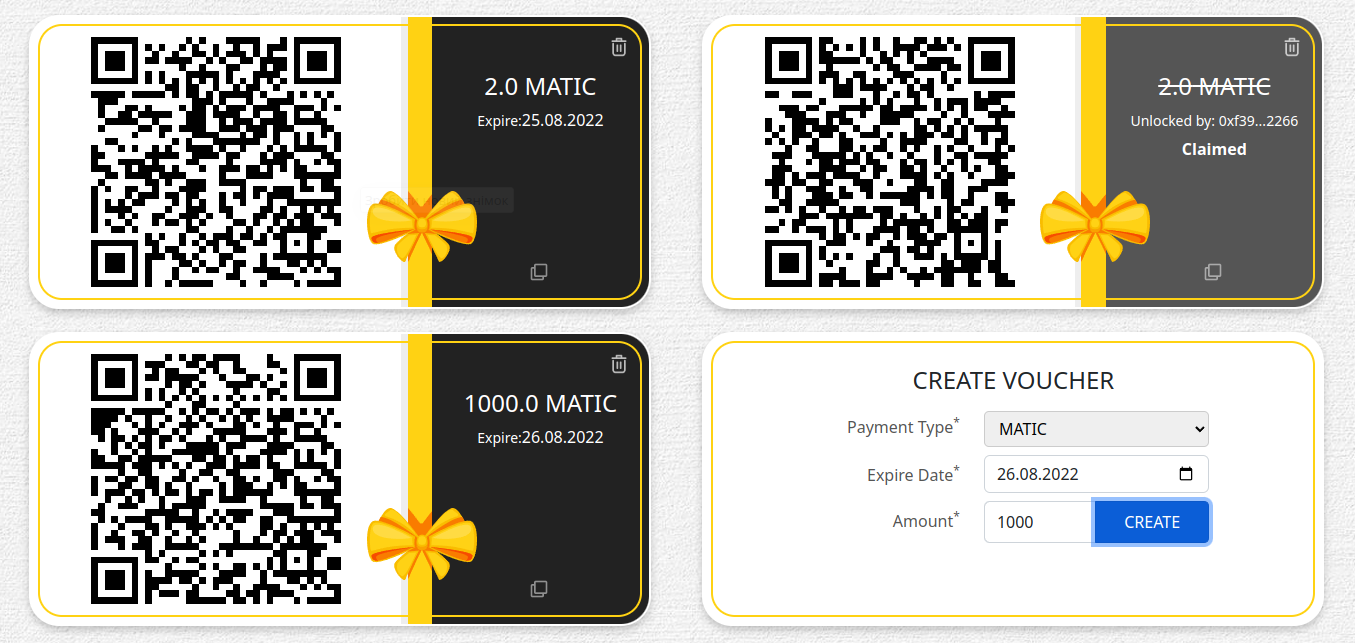 2.0 MATIC
Expire:25.08.2022
2.0 MATIC
Unlocked by: 0xf39...2266
Claimed
1000.0 MATIC
Expire:26.08.2022
CREATE VOUCHER
Payment Type* MATIC
Expire Date* 26.08.2022
Amount* 1000 CREATE